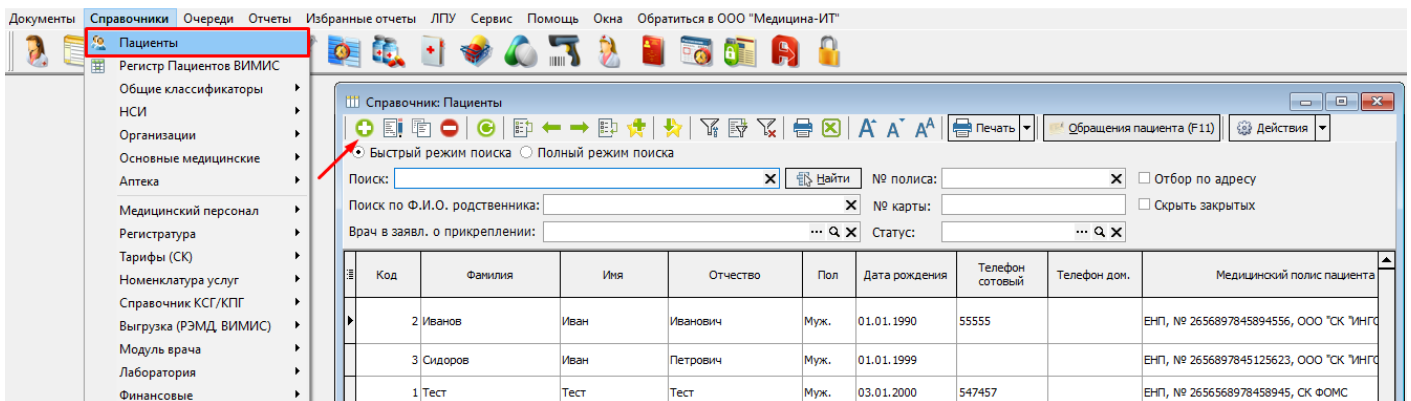 Документы Справочники Очереди Отчеты Избранные отчеты ЛПУ Сервис Помощь Окна Обратиться в ООО "Медицина-ИТ"
Пациенты
Регистр Пациентов ВИМИС
Общие классификаторы
НСИ
Организации
Основные медицинские
Аптека
Медицинский персонал
Регистратура
Тарифы (СК)
Номенклатура услуг
Справочник КСГ/КПГ
Выгрузка (РЭМД, ВИМИС)
Модуль врача
Лаборатория
Финансовые
Справочник: Пациенты
Печать Обращения пациента (F11) Действия
Быстрый режим поиска Полный режим поиска
Поиск: Найти № полиса: Отбор по адресу
Поиск по Ф.И.О. родственника: № карты: Скрыть закрытых
Врач в заявл. о прикреплении: Статус:
Код Фамилия Имя Отчество Пол Дата рождения Телефон сотовый Телефон дом. Медицинский полис пациента
2 Иванов Иван Иванович Муж. 01.01.1990 55555 ЕНП, № 2656897845894556, ООО "СК "ИНГО
3 Сидоров Иван Петрович Муж. 01.01.1999 ЕНП, № 2656897845125623, ООО "СК "ИНГО
1 Тест Тест Тест Муж. 03.01.2000 547457 ЕНП, № 2656568978458945, СК ФОМС